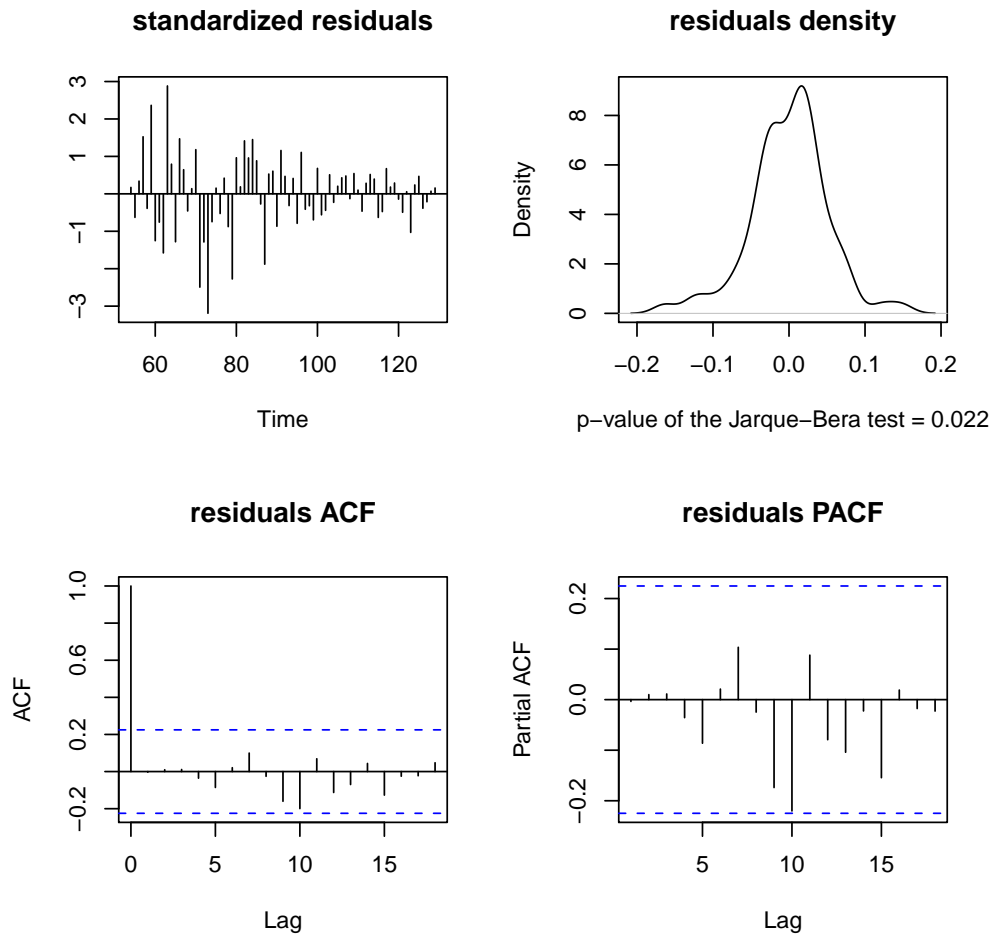 standardized residuals
3
2
1
−1
−3
60 80 100 120
Time
residuals density
8
6
4
2
0
Density
−0.2 −0.1 0.0 0.1 0.2
p−value of the Jarque−Bera test = 0.022
residuals ACF
1.0
0.6
0.2
−0.2
ACF
0 5 10 15
Lag
residuals PACF
0.2
0.0
−0.2
Partial ACF
5 10 15
Lag